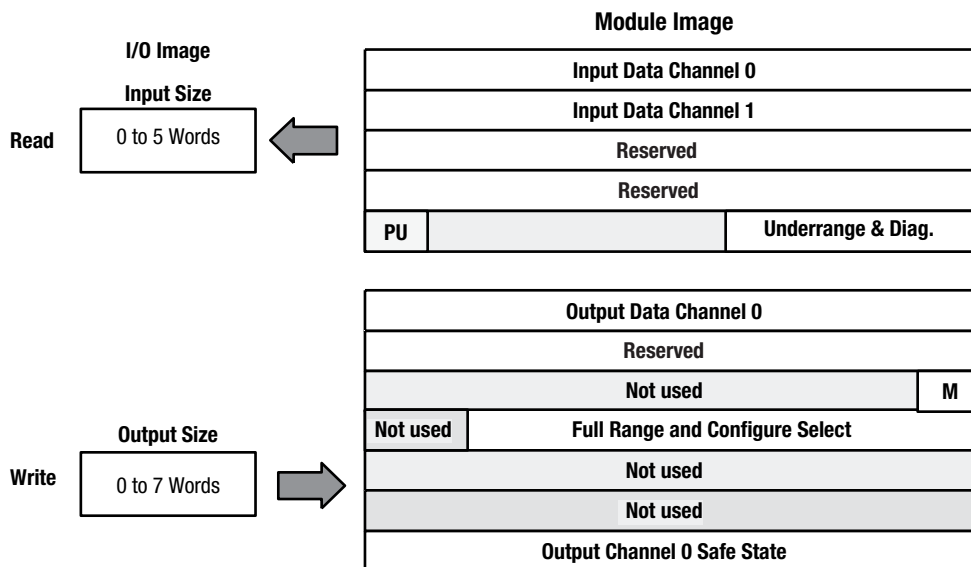 Module Image
I/O Image
Input Size
Read
0 to 5 Words
Input Data Channel 0
Input Data Channel 1
Reserved
Reserved
PU
Underrange & Diag.
Output Data Channel 0
Reserved
Not used
M
Not used
Full Range and Configure Select
Output Size
Write
0 to 7 Words
Not used
Not used
Output Channel 0 Safe State